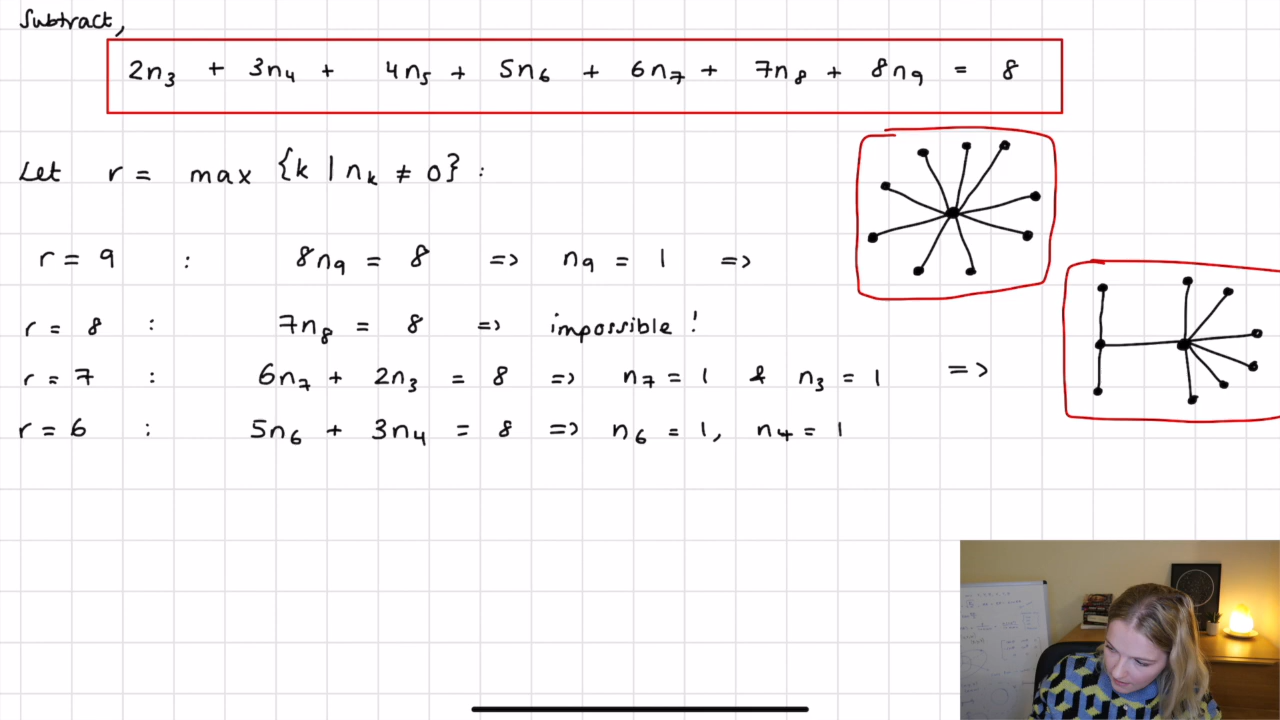 Subtract,
2n₃ + 3n₄ + 4n₅ + 5n₆ + 6n₇ + 7n₈ + 8n₉ = 8
Let r = max {k | nₖ ≠ 0} :
r = 9 : 8n₉ = 8 => n₉ = 1 =>
r = 8 : 7n₈ = 8 => impossible !
r = 7 : 6n₇ + 2n₃ = 8 => n₇ = 1 & n₃ = 1 =>
r = 6 : 5n₆ + 3n₄ = 8 => n₆ = 1, n₄ = 1